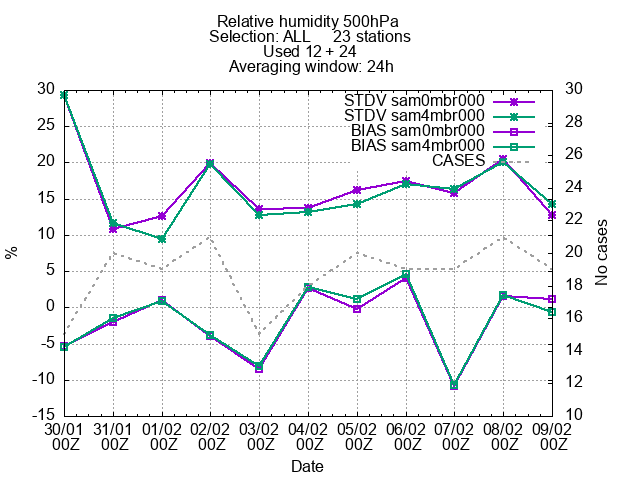 Relative humidity 500hPa
Selection: ALL 23 stations
Used 12 + 24
Averaging window: 24h
STDV sam0mbr000
STDV sam4mbr000
BIAS sam0mbr000
BIAS sam4mbr000
CASES
%
30
25
20
15
10
5
0
-5
-10
-15
No cases
30
28
26
24
22
20
18
16
14
12
10
30/01 31/01 01/02 02/02 03/02 04/02 05/02 06/02 07/02 08/02 09/02
00Z 00Z 00Z 00Z 00Z 00Z 00Z 00Z 00Z 00Z 00Z
Date